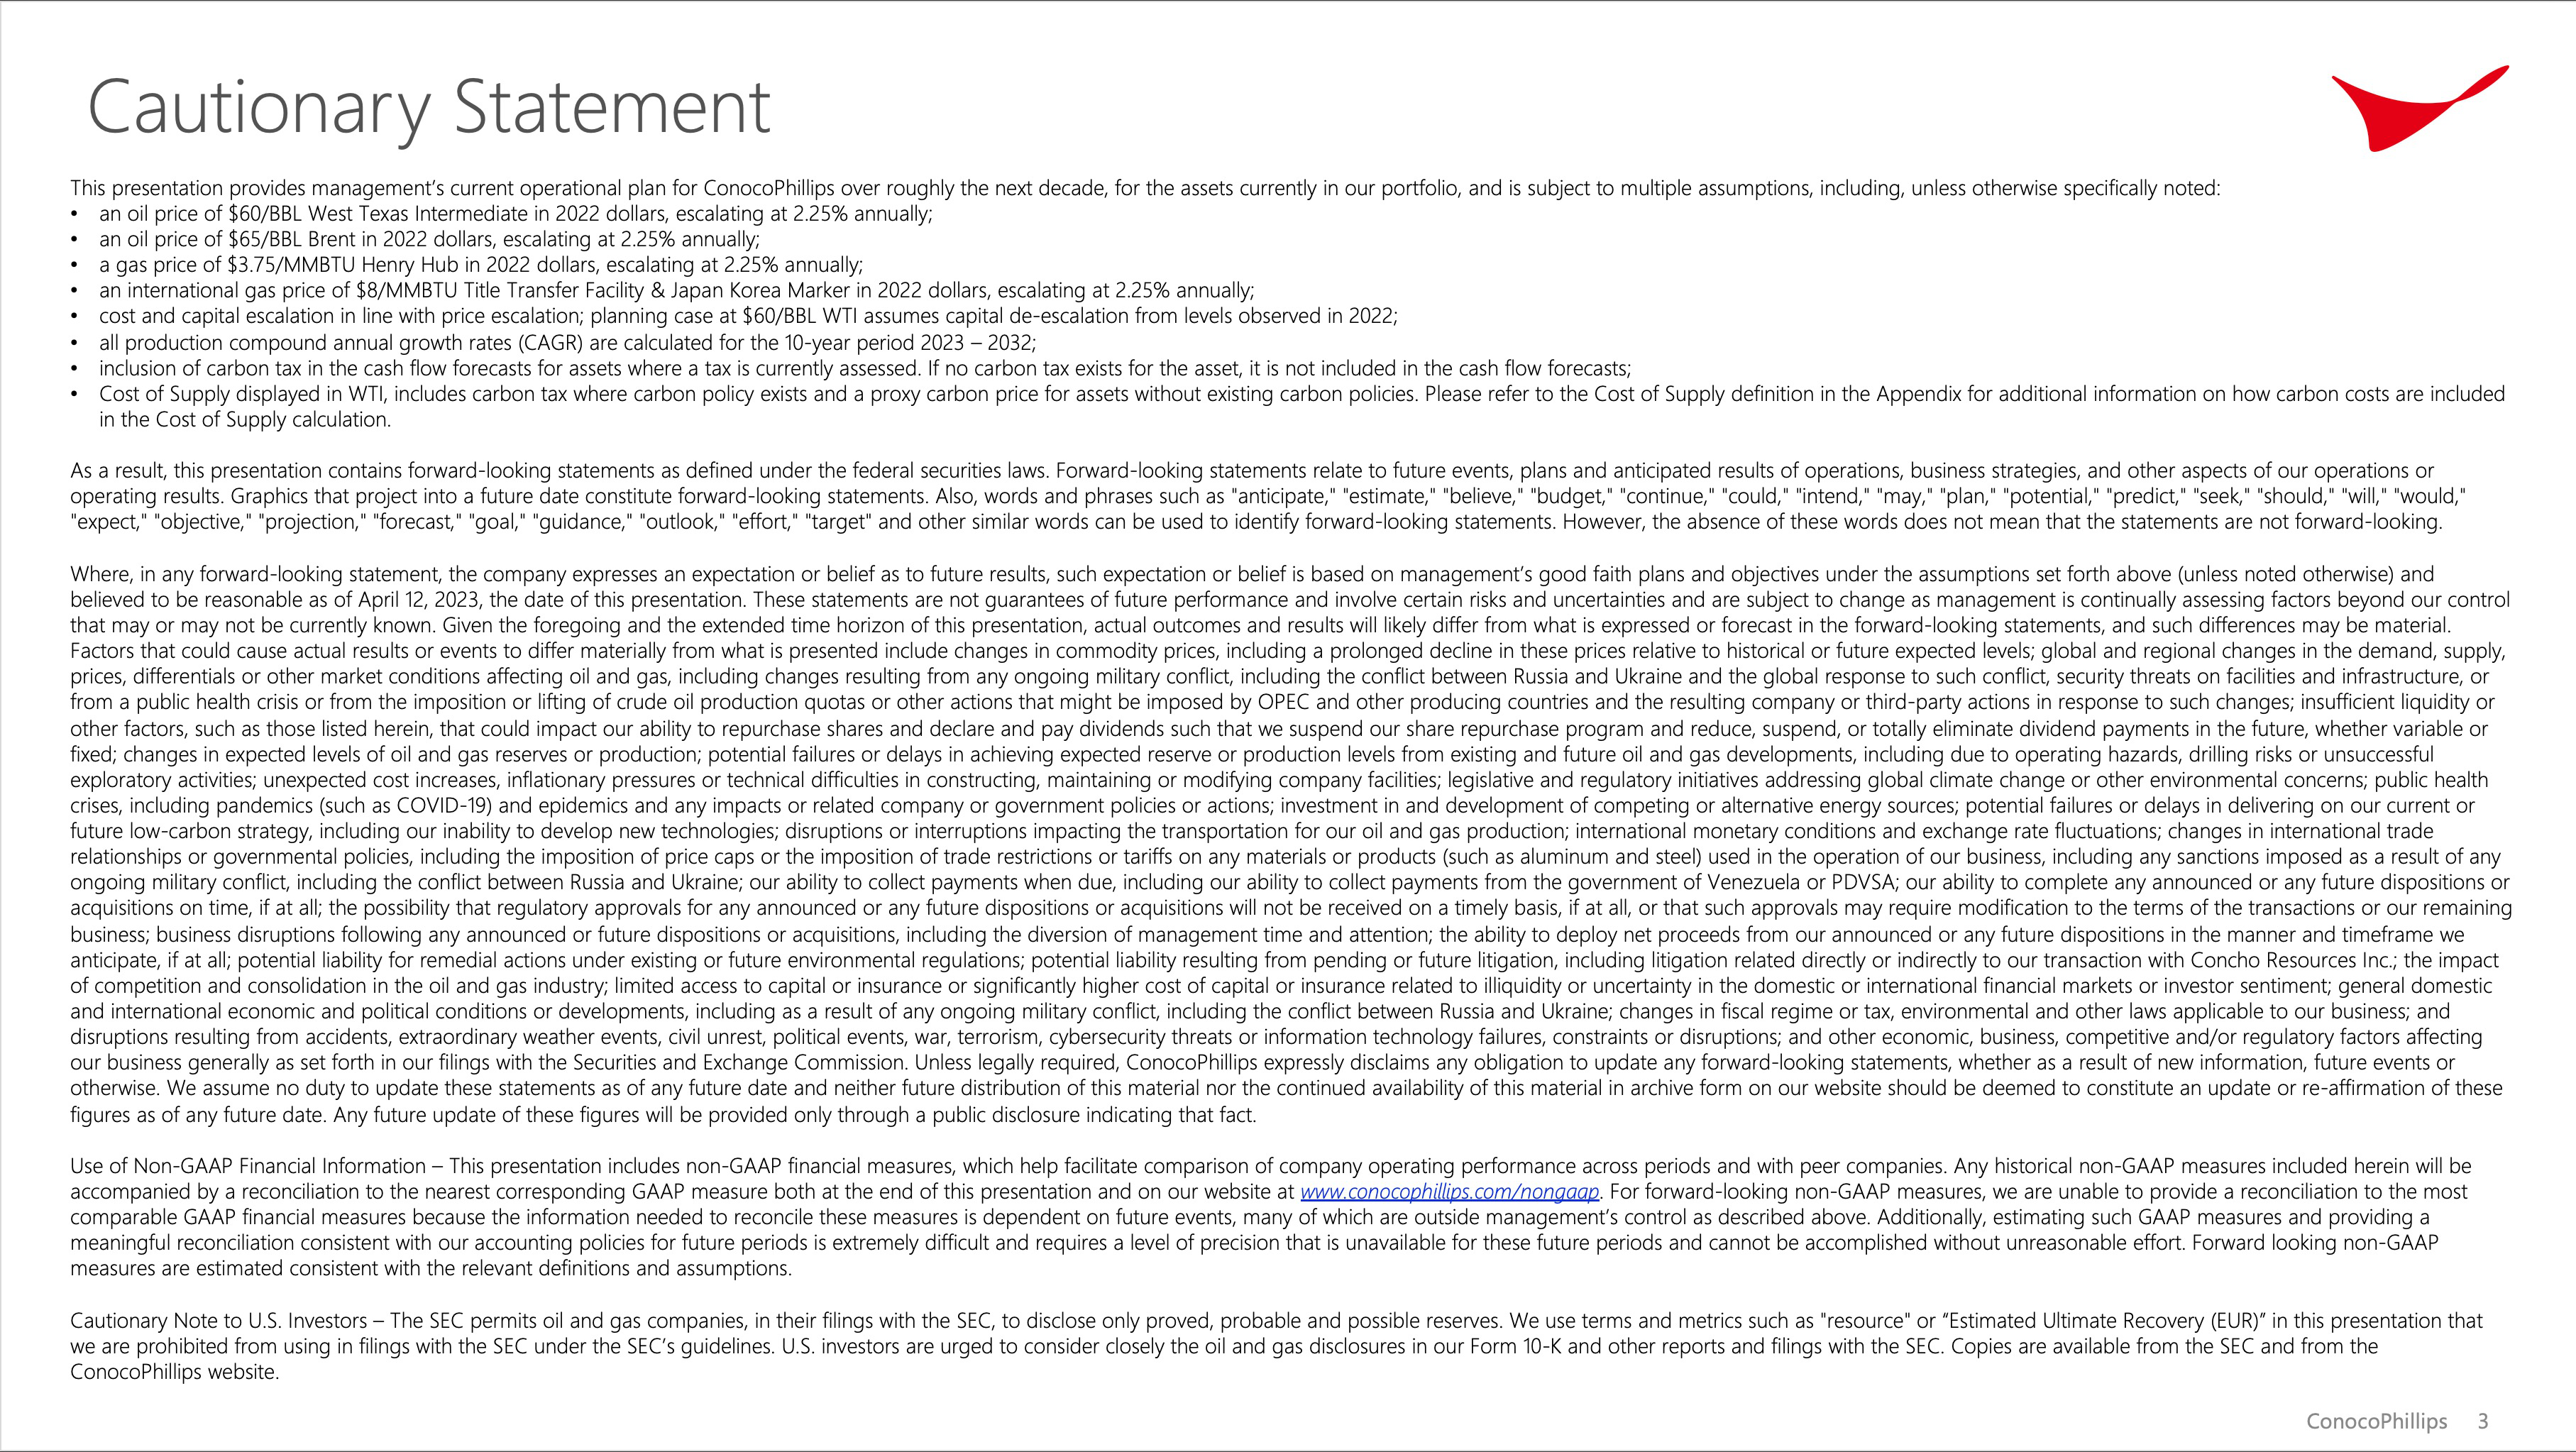 Cautionary Statement
This presentation provides management’s current operational plan for ConocoPhillips over roughly the next decade, for the assets currently in our portfolio, and is subject to multiple assumptions, including, unless otherwise specifically noted:
• an oil price of $60/BBL West Texas Intermediate in 2022 dollars, escalating at 2.25% annually;
• an oil price of $65/BBL Brent in 2022 dollars, escalating at 2.25% annually;
• a gas price of $3.75/MMBTU Henry Hub in 2022 dollars, escalating at 2.25% annually;
• an international gas price of $8/MMBTU Title Transfer Facility & Japan Korea Marker in 2022 dollars, escalating at 2.25% annually;
• cost and capital escalation in line with price escalation; planning case at $60/BBL WTI assumes capital de-escalation from levels observed in 2022;
• all production compound annual growth rates (CAGR) are calculated for the 10-year period 2023 – 2032;
• inclusion of carbon tax in the cash flow forecasts for assets where a tax is currently assessed. If no carbon tax exists for the asset, it is not included in the cash flow forecasts;
• Cost of Supply displayed in WTI, includes carbon tax where carbon policy exists and a proxy carbon price for assets without existing carbon policies. Please refer to the Cost of Supply definition in the Appendix for additional information on how carbon costs are included
in the Cost of Supply calculation.
As a result, this presentation contains forward-looking statements as defined under the federal securities laws. Forward-looking statements relate to future events, plans and anticipated results of operations, business strategies, and other aspects of our operations or
operating results. Graphics that project into a future date constitute forward-looking statements. Also, words and phrases such as "anticipate," "estimate," "believe," "budget," "continue," "could," "intend," "may," "plan," "potential," "predict," "seek," "should," "will," "would,"
"expect," "objective," "projection," "forecast," "goal," "guidance," "outlook," "effort," "target" and other similar words can be used to identify forward-looking statements. However, the absence of these words does not mean that the statements are not forward-looking.
Where, in any forward-looking statement, the company expresses an expectation or belief as to future results, such expectation or belief is based on management’s good faith plans and objectives under the assumptions set forth above (unless noted otherwise) and
believed to be reasonable as of April 12, 2023, the date of this presentation. These statements are not guarantees of future performance and involve certain risks and uncertainties and are subject to change as management is continually assessing factors beyond our control
that may or may not be currently known. Given the foregoing and the extended time horizon of this presentation, actual outcomes and results will likely differ from what is expressed or forecast in the forward-looking statements, and such differences may be material.
Factors that could cause actual results or events to differ materially from what is presented include changes in commodity prices, including a prolonged decline in these prices relative to historical or future expected levels; global and regional changes in the demand, supply,
prices, differentials or other market conditions affecting oil and gas, including changes resulting from any ongoing military conflict, including the conflict between Russia and Ukraine and the global response to such conflict, security threats on facilities and infrastructure, or
from a public health crisis or from the imposition or lifting of crude oil production quotas or other actions that might be imposed by OPEC and other producing countries and the resulting company or third-party actions in response to such changes; insufficient liquidity or
other factors, such as those listed herein, that could impact our ability to repurchase shares and declare and pay dividends such that we suspend our share repurchase program and reduce, suspend, or totally eliminate dividend payments in the future, whether variable or
fixed; changes in expected levels of oil and gas reserves or production; potential failures or delays in achieving expected reserve or production levels from existing and future oil and gas developments, including due to operating hazards, drilling risks or unsuccessful
exploratory activities; unexpected cost increases, inflationary pressures or technical difficulties in constructing, maintaining or modifying company facilities; legislative and regulatory initiatives addressing global climate change or other environmental concerns; public health
crises, including pandemics (such as COVID-19) and epidemics and any impacts or related company or government policies or actions; investment in and development of competing or alternative energy sources; potential failures or delays in delivering on our current or
future low-carbon strategy, including our inability to develop new technologies; disruptions or interruptions impacting the transportation for our oil and gas production; international monetary conditions and exchange rate fluctuations; changes in international trade
relationships or governmental policies, including the imposition of price caps or the imposition of trade restrictions or tariffs on any materials or products (such as aluminum and steel) used in the operation of our business, including any sanctions imposed as a result of any
ongoing military conflict, including the conflict between Russia and Ukraine; our ability to collect payments when due, including our ability to collect payments from the government of Venezuela or PDVSA; our ability to complete any announced or any future dispositions or
acquisitions on time, if at all; the possibility that regulatory approvals for any announced or any future dispositions or acquisitions will not be received on a timely basis, if at all, or that such approvals may require modification to the terms of the transactions or our remaining
business; business disruptions following any announced or future dispositions or acquisitions, including the diversion of management time and attention; the ability to deploy net proceeds from our announced or any future dispositions in the manner and timeframe we
anticipate, if at all; potential liability for remedial actions under existing or future environmental regulations; potential liability resulting from pending or future litigation, including litigation related directly or indirectly to our transaction with Concho Resources Inc.; the impact
of competition and consolidation in the oil and gas industry; limited access to capital or insurance or significantly higher cost of capital or insurance related to illiquidity or uncertainty in the domestic or international financial markets or investor sentiment; general domestic
and international economic and political conditions or developments, including as a result of any ongoing military conflict, including the conflict between Russia and Ukraine; changes in fiscal regime or tax, environmental and other laws applicable to our business; and
disruptions resulting from accidents, extraordinary weather events, civil unrest, political events, war, terrorism, cybersecurity threats or information technology failures, constraints or disruptions; and other economic, business, competitive and/or regulatory factors affecting
our business generally as set forth in our filings with the Securities and Exchange Commission. Unless legally required, ConocoPhillips expressly disclaims any obligation to update any forward-looking statements, whether as a result of new information, future events or
otherwise. We assume no duty to update these statements as of any future date and neither future distribution of this material nor the continued availability of this material in archive form on our website should be deemed to constitute an update or re-affirmation of these
figures as of any future date. Any future update of these figures will be provided only through a public disclosure indicating that fact.
Use of Non-GAAP Financial Information – This presentation includes non-GAAP financial measures, which help facilitate comparison of company operating performance across periods and with peer companies. Any historical non-GAAP measures included herein will be
accompanied by a reconciliation to the nearest corresponding GAAP measure both at the end of this presentation and on our website at www.conocophillips.com/nongaap. For forward-looking non-GAAP measures, we are unable to provide a reconciliation to the most
comparable GAAP financial measures because the information needed to reconcile these measures is dependent on future events, many of which are outside management’s control as described above. Additionally, estimating such GAAP measures and providing a
meaningful reconciliation consistent with our accounting policies for future periods is extremely difficult and requires a level of precision that is unavailable for these future periods and cannot be accomplished without unreasonable effort. Forward looking non-GAAP
measures are estimated consistent with the relevant definitions and assumptions.
Cautionary Note to U.S. Investors – The SEC permits oil and gas companies, in their filings with the SEC, to disclose only proved, probable and possible reserves. We use terms and metrics such as "resource" or “Estimated Ultimate Recovery (EUR)” in this presentation that
we are prohibited from using in filings with the SEC under the SEC’s guidelines. U.S. investors are urged to consider closely the oil and gas disclosures in our Form 10-K and other reports and filings with the SEC. Copies are available from the SEC and from the
ConocoPhillips website.
ConocoPhillips 3